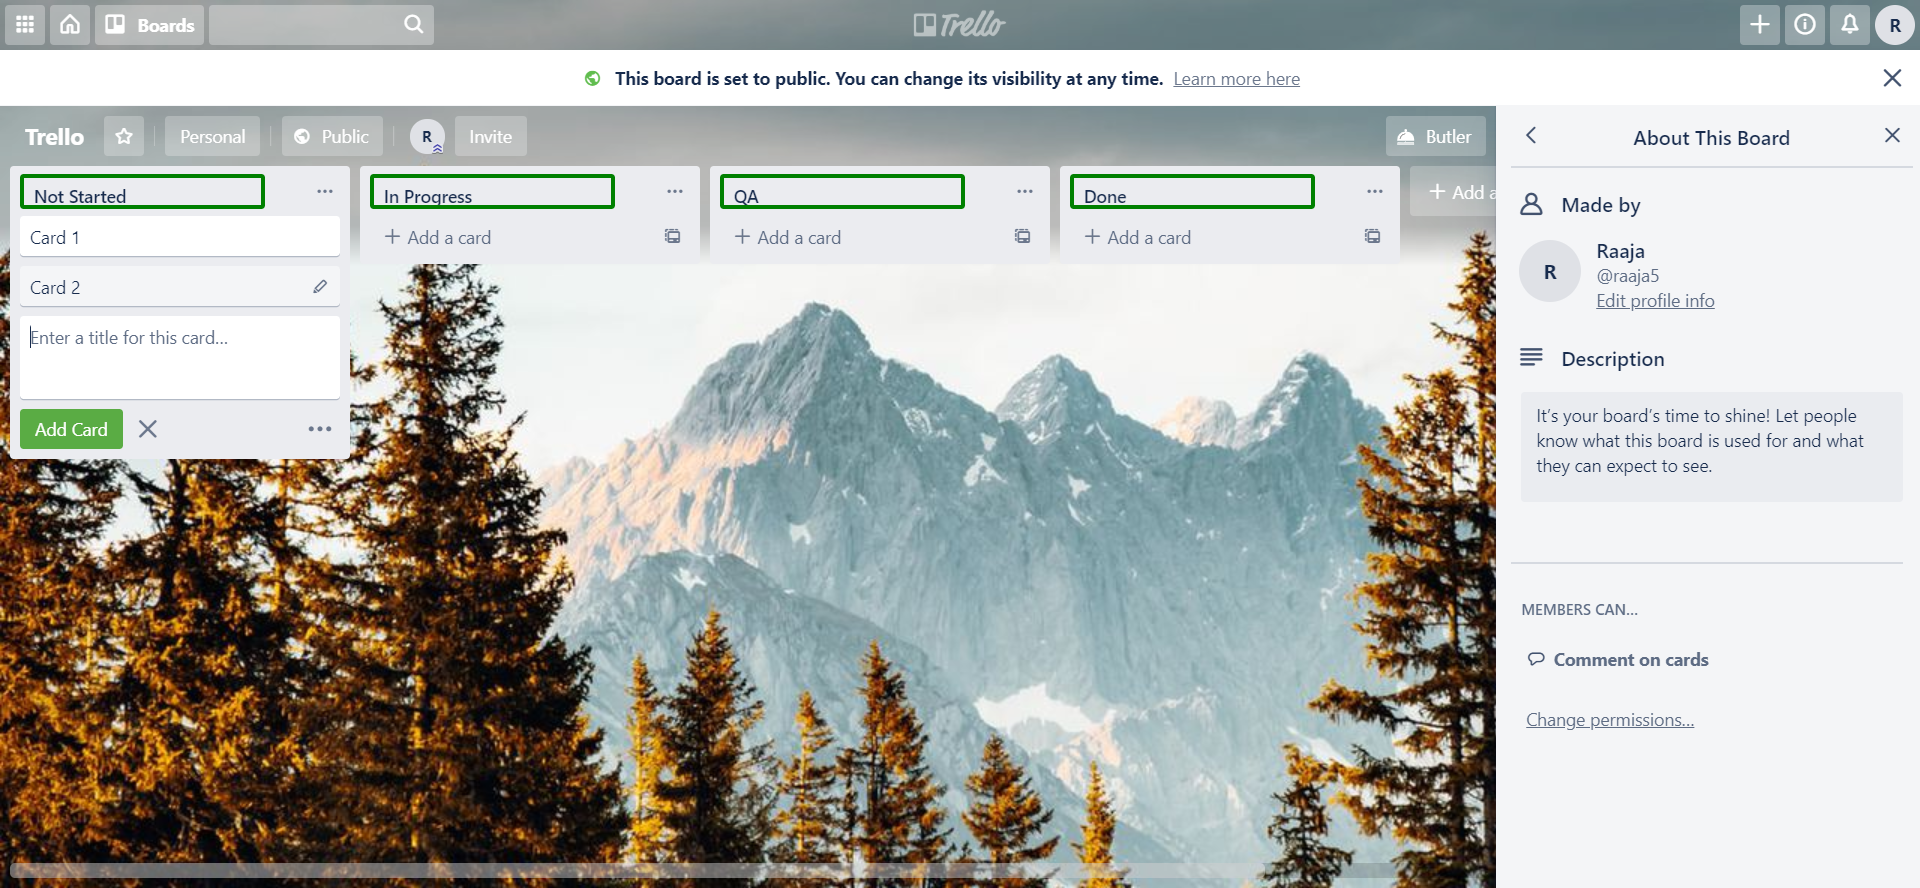 Boards
Trello
R
This board is set to public. You can change its visibility at any time. Learn more here
Trello
Personal
Public
R
Invite
Butler
Not Started
Card 1
Card 2
Enter a title for this card…
Add Card
In Progress
Add a card
QA
Add a card
Done
Add a card
Add a
About This Board
Made by
R
Raaja
@raaja5
Edit profile info
Description
It’s your board’s time to shine! Let people
know what this board is used for and what
they can expect to see.
MEMBERS CAN…
Comment on cards
Change permissions…